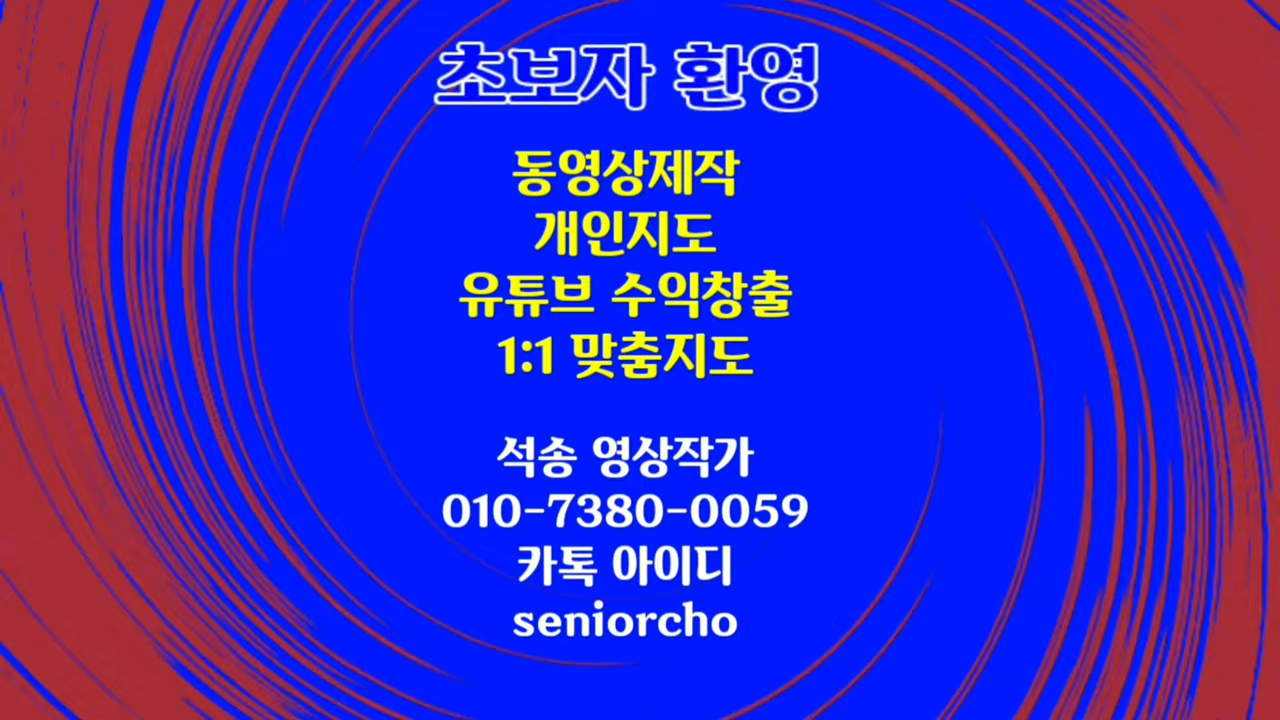 초보자 환영
동영상제작
개인지도
유튜브 수익창출
1:1 맞춤지도
석송 영상작가
010-7380-0059
카톡 아이디
seniorcho